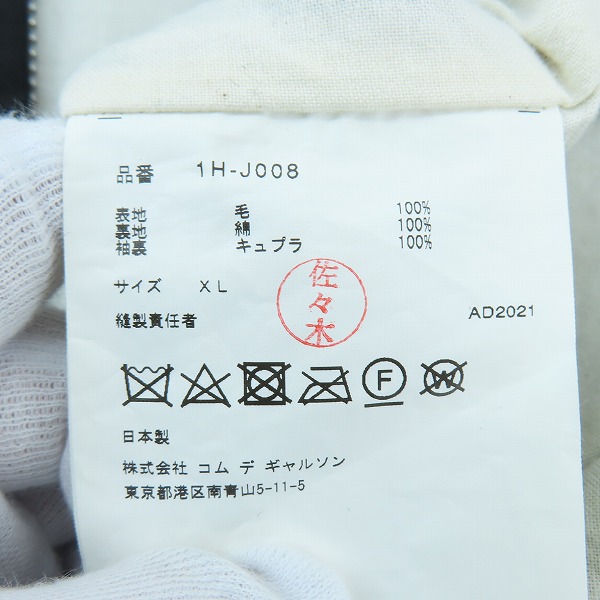 品番 1H-J008
表地 毛 100%
裏地 綿 100%
袖裏 キュプラ 100%
サイズ XL
佐々木
縫製責任者 AD2021
F W
日本製
株式会社 コム デ ギャルソン
東京都港区南青山5-11-5